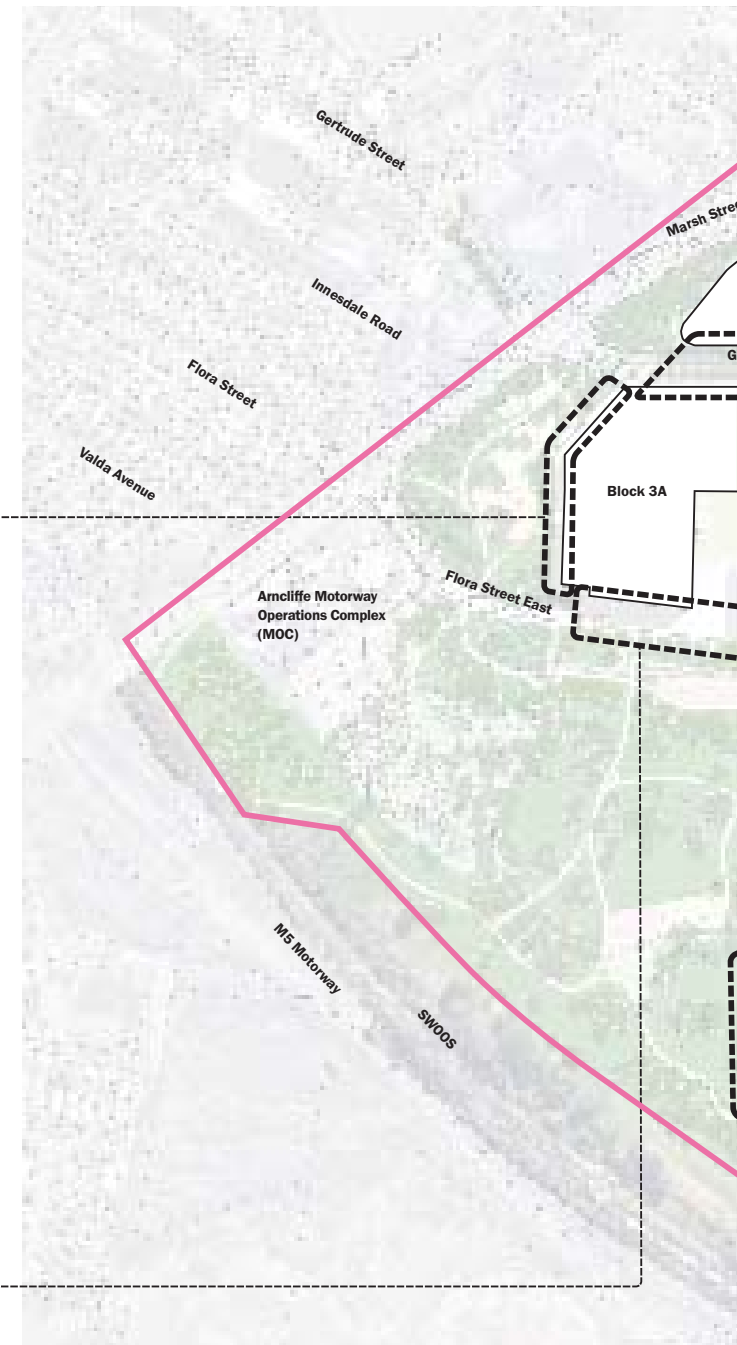 Gertrude Street
Marsh Stree
Innesdale Road
G
Flora Street
Valda Avenue
Block 3A
Flora Street East
Arncliffe Motorway
Operations Complex
(MOC)
M5 Motorway
SWOOS